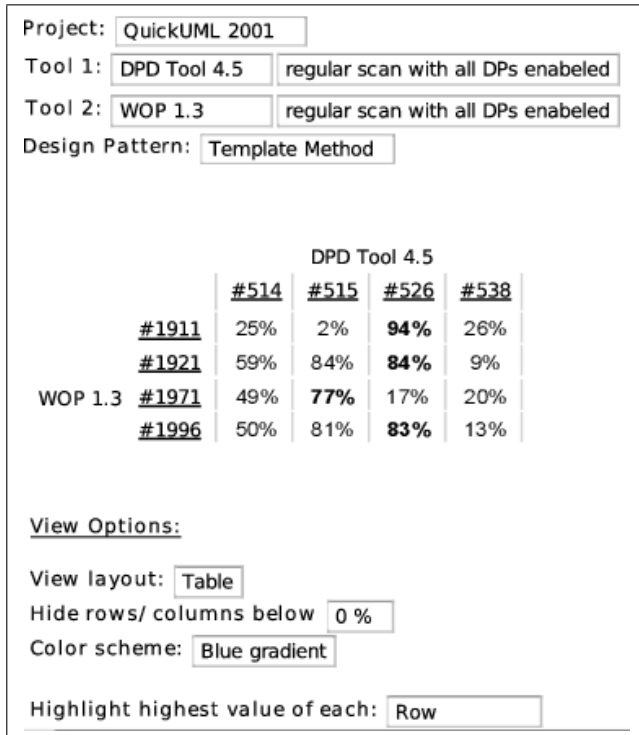 Project: QuickUML 2001
Tool 1: DPD Tool 4.5 regular scan with all DPs enabeled
Tool 2: WOP 1.3 regular scan with all DPs enabeled
Design Pattern: Template Method
DPD Tool 4.5
#514 #515 #526 #538
#1911 25% 2% 94% 26%
#1921 59% 84% 84% 9%
WOP 1.3 #1971 49% 77% 17% 20%
#1996 50% 81% 83% 13%
View Options:
View layout: Table
Hide rows/ columns below 0 %
Color scheme: Blue gradient
Highlight highest value of each: Row